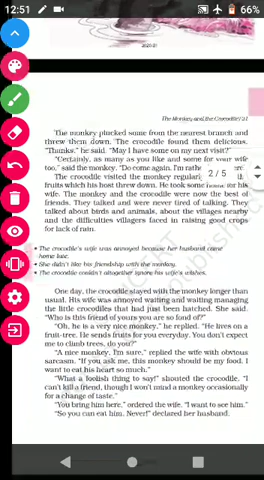 12:51
66%
2020-21
The Monkey and the Crocodile/31
The monkey plucked some from the nearest branch and
threw them down. The crocodile found them delicious.
"Thanks," he said. "May I have some on my next visit?"
"Certainly, as many as you like and some for your wife
too," said the monkey. "Do come again. I'm
2 / 5
The crocodile visited the monkey
fruits which his host threw down. He took some for his
wife. The monkey and the crocodile were now the best of
friends. They talked and were never tired of talking. They
talked about birds and animals, about the villages nearby
and the difficulties villagers faced in raising good crops
for lack of rain.
• The crocodile's wife was annoyed because her husband came
home late.
• She didn't like his friendship with the monkey.
• The crocodile couldn't altogether ignore his wife's wishes.
One day, the crocodile stayed with the monkey longer than
usual. His wife was annoyed waiting and waiting managing
the little crocodiles that had just been hatched. She said.
"Who is this friend of yours you are so fond of?"
"Oh, he is a very nice monkey," he replied. "He lives on a
fruit-tree. He sends fruits for you everyday. You don't expect
me to climb trees, do you?"
"A nice monkey, I'm sure," replied the wife with obvious
sarcasm. "If you ask me, this monkey should be my food. I
want to eat his heart so much."
"What a foolish thing to say!" shouted the crocodile. "I
can't kill a friend, though I won't mind a monkey occasionally
for a change of taste."
"You bring him here," ordered the wife. "I want to see him."
"So you can eat him. Never!" declared her husband.